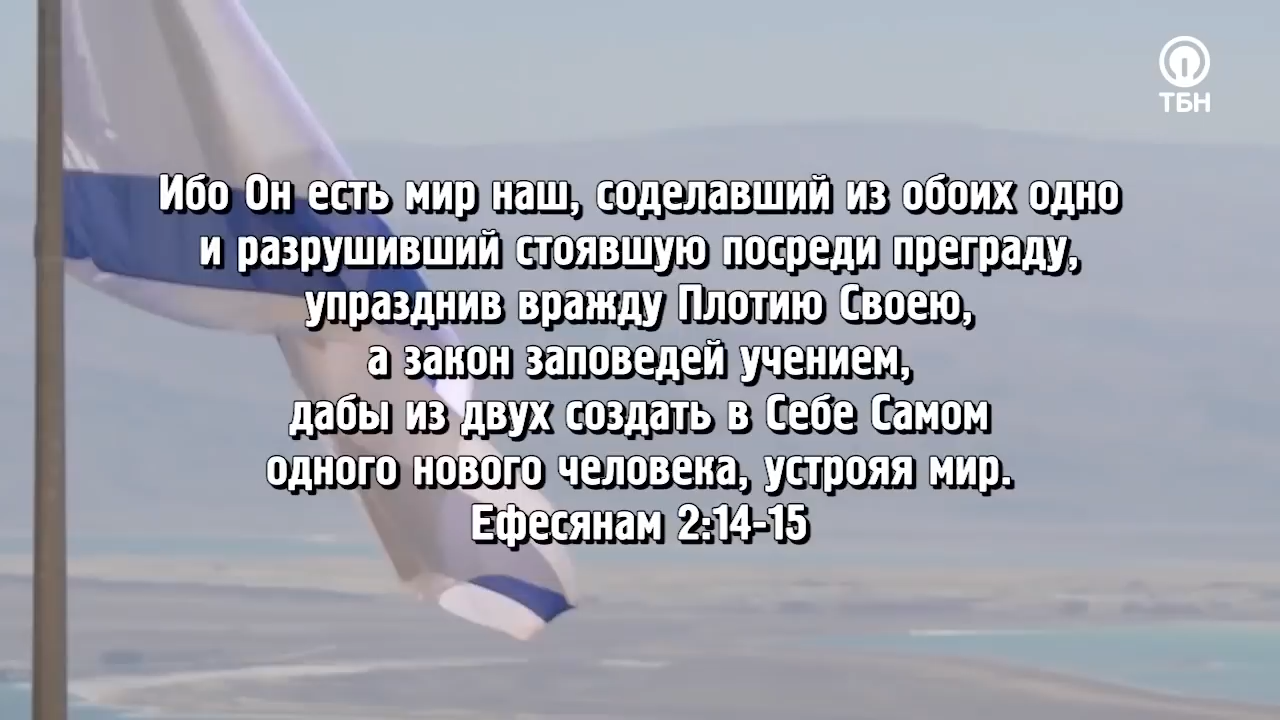 ТБН
Ибо Он есть мир наш, соделавший из обоих одно
и разрушивший стоявшую посреди преграду,
упразднив вражду Плотию Своею,
а закон заповедей учением,
дабы из двух создать в Себе Самом
одного нового человека, устрояя мир.
Ефесянам 2:14-15